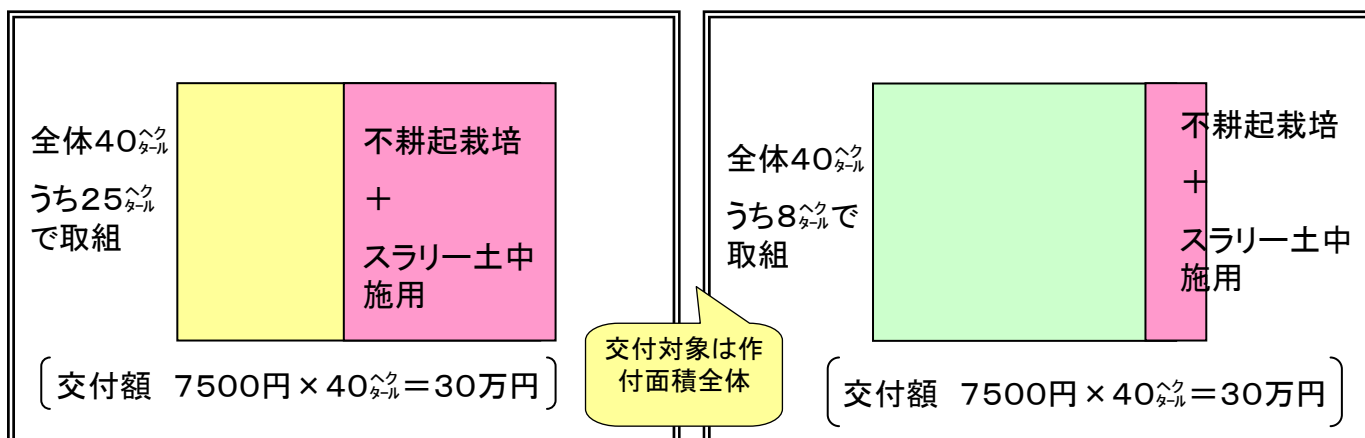 全体40㌶
うち25㌶
で取組
不耕起栽培
+
スラリー土中
施用
交付額 7500円×40㌶=30万円
交付対象は作
付面積全体
全体40㌶
うち8㌶で
取組
不耕起栽培
+
スラリー土中
施用
交付額 7500円×40㌶=30万円